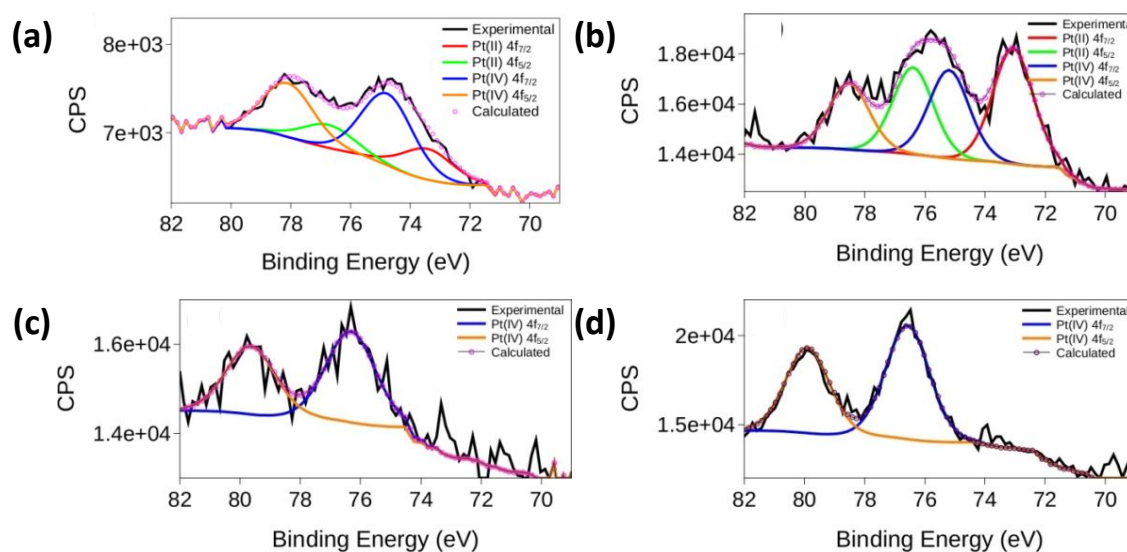 (a)
8e+03
7e+03
CPS
Experimental
Pt(II) 4f7/2
Pt(II) 4f5/2
Pt(IV) 4f7/2
Pt(IV) 4f5/2
Calculated
82 80 78 76 74 72 70
Binding Energy (eV)
(b)
1.8e+04
1.6e+04
1.4e+04
CPS
Experimental
Pt(II) 4f7/2
Pt(II) 4f5/2
Pt(IV) 4f7/2
Pt(IV) 4f5/2
Calculated
82 80 78 76 74 72 70
Binding Energy (eV)
(c)
1.6e+04
1.4e+04
CPS
Experimental
Pt(IV) 4f7/2
Pt(IV) 4f5/2
Calculated
82 80 78 76 74 72 70
Binding Energy (eV)
(d)
2e+04
1.5e+04
CPS
Experimental
Pt(IV) 4f7/2
Pt(IV) 4f5/2
Calculated
82 80 78 76 74 72 70
Binding Energy (eV)